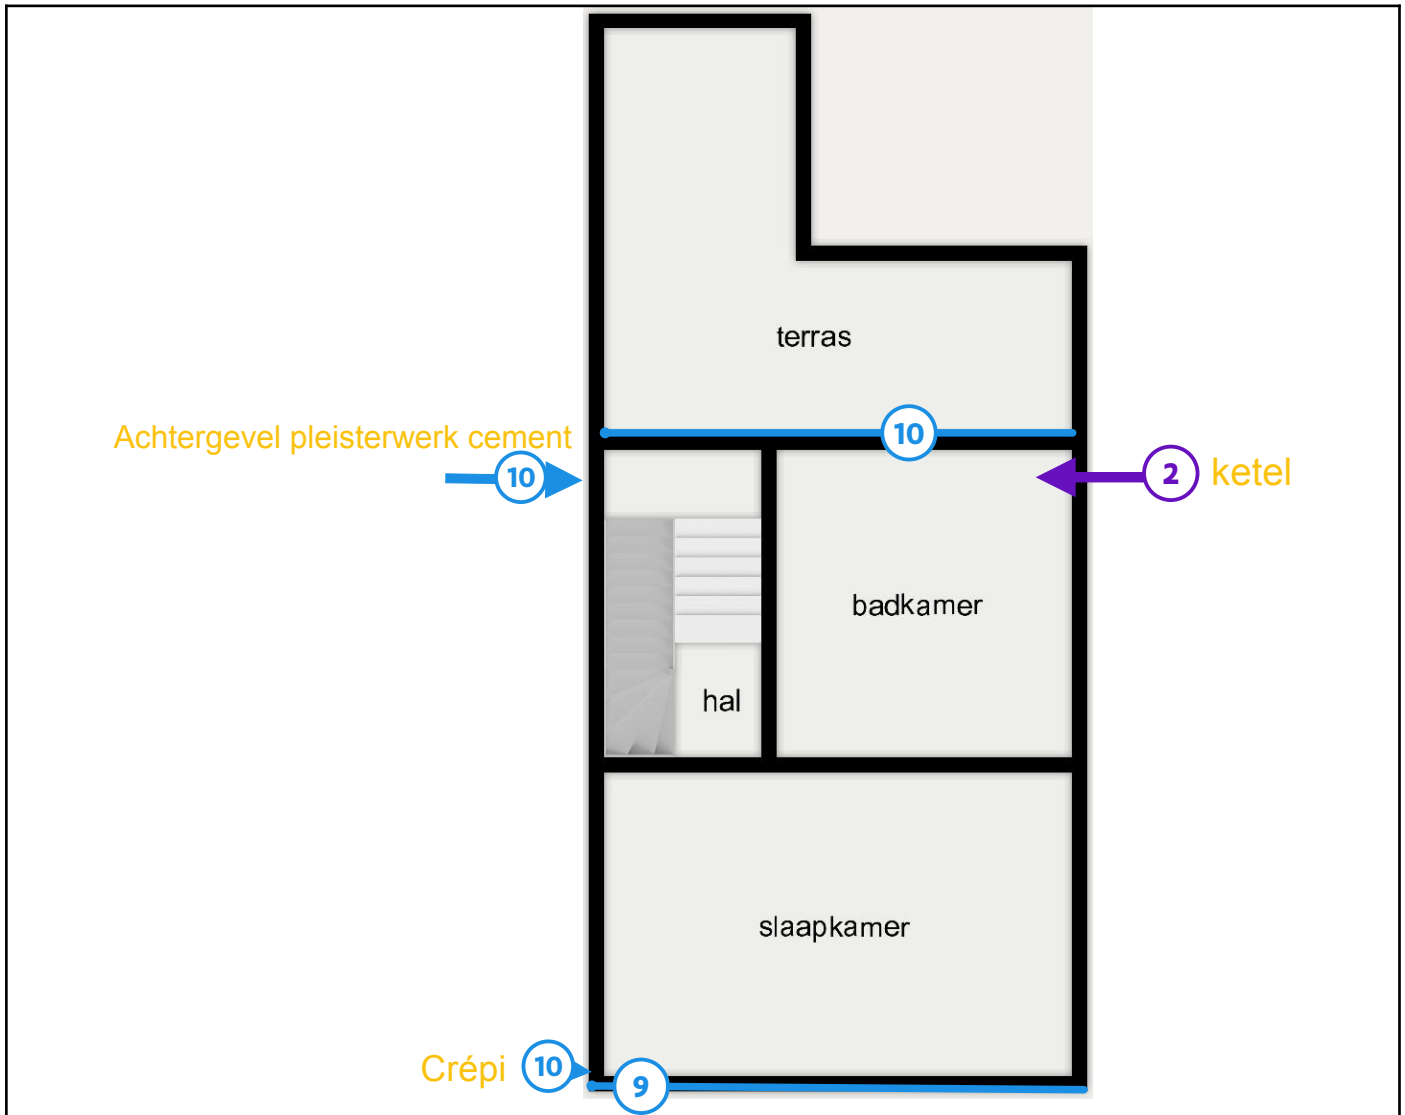 terras
Achtergevel pleisterwerk cement
10
10
2 ketel
badkamer
hal
slaapkamer
Crépi 10
9